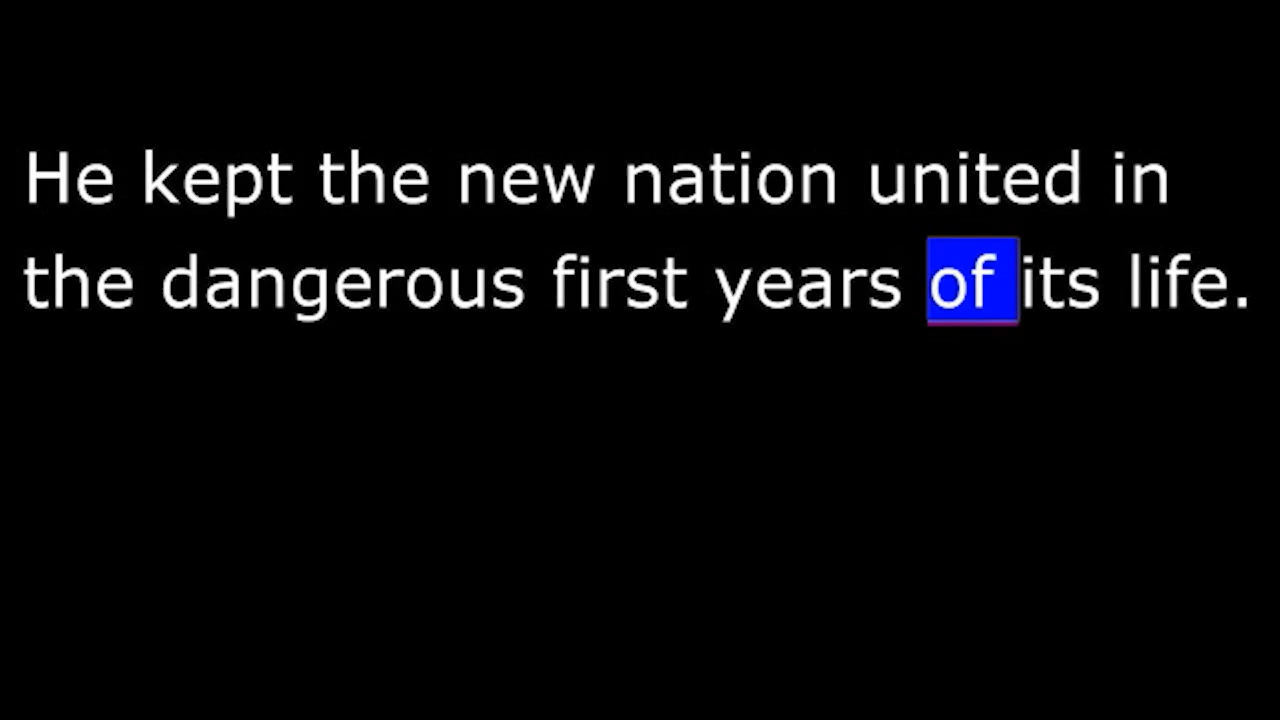 He kept the new nation united in
the dangerous first years of its life.